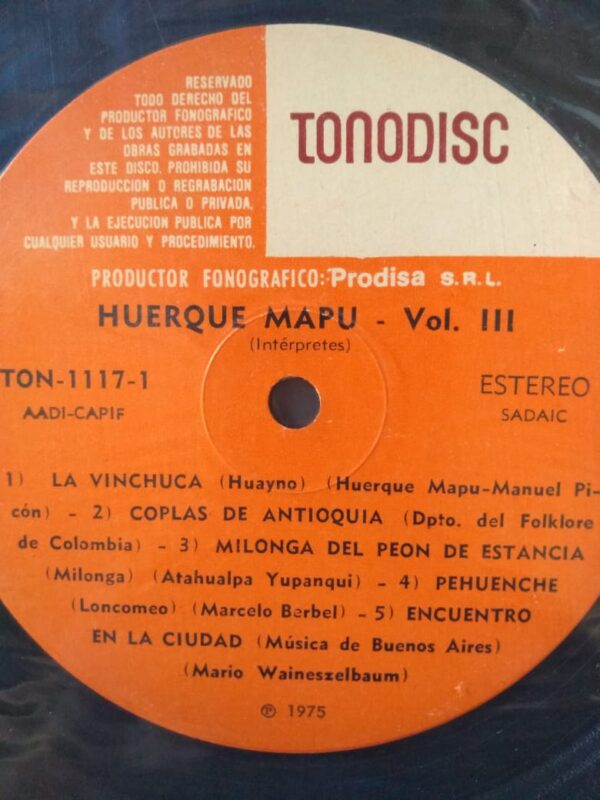 RESERVADO
TODO DERECHO DEL
PRODUCTOR FONOGRAFICO
Y DE LOS AUTORES DE LAS
OBRAS GRABADAS EN
ESTE DISCO. PROHIBIDA SU
REPRODUCCION O REGRABACION
PUBLICA O PRIVADA,
Y LA EJECUCION PUBLICA POR
CUALQUIER USUARIO Y PROCEDIMIENTO.
TONODISC
PRODUCTOR FONOGRAFICO: Prodisa S.R.L.
HUERQUE MAPU - Vol. III
(Intérpretes)
TON-1117-1
AADI-CAPIF
ESTEREO
SADAIC
1) LA VINCHUCA (Huayno) (Huerque Mapu-Manuel Pi-
cón) - 2) COPLAS DE ANTIOQUIA (Dpto. del Folklore
de Colombia) - 3) MILONGA DEL PEON DE ESTANCIA
(Milonga) (Atahualpa Yupanqui) - 4) PEHUENCHE
(Loncomeo) (Marcelo Berbel) - 5) ENCUENTRO
EN LA CIUDAD (Música de Buenos Aires)
(Mario Waineszelbaum)
℗ 1975